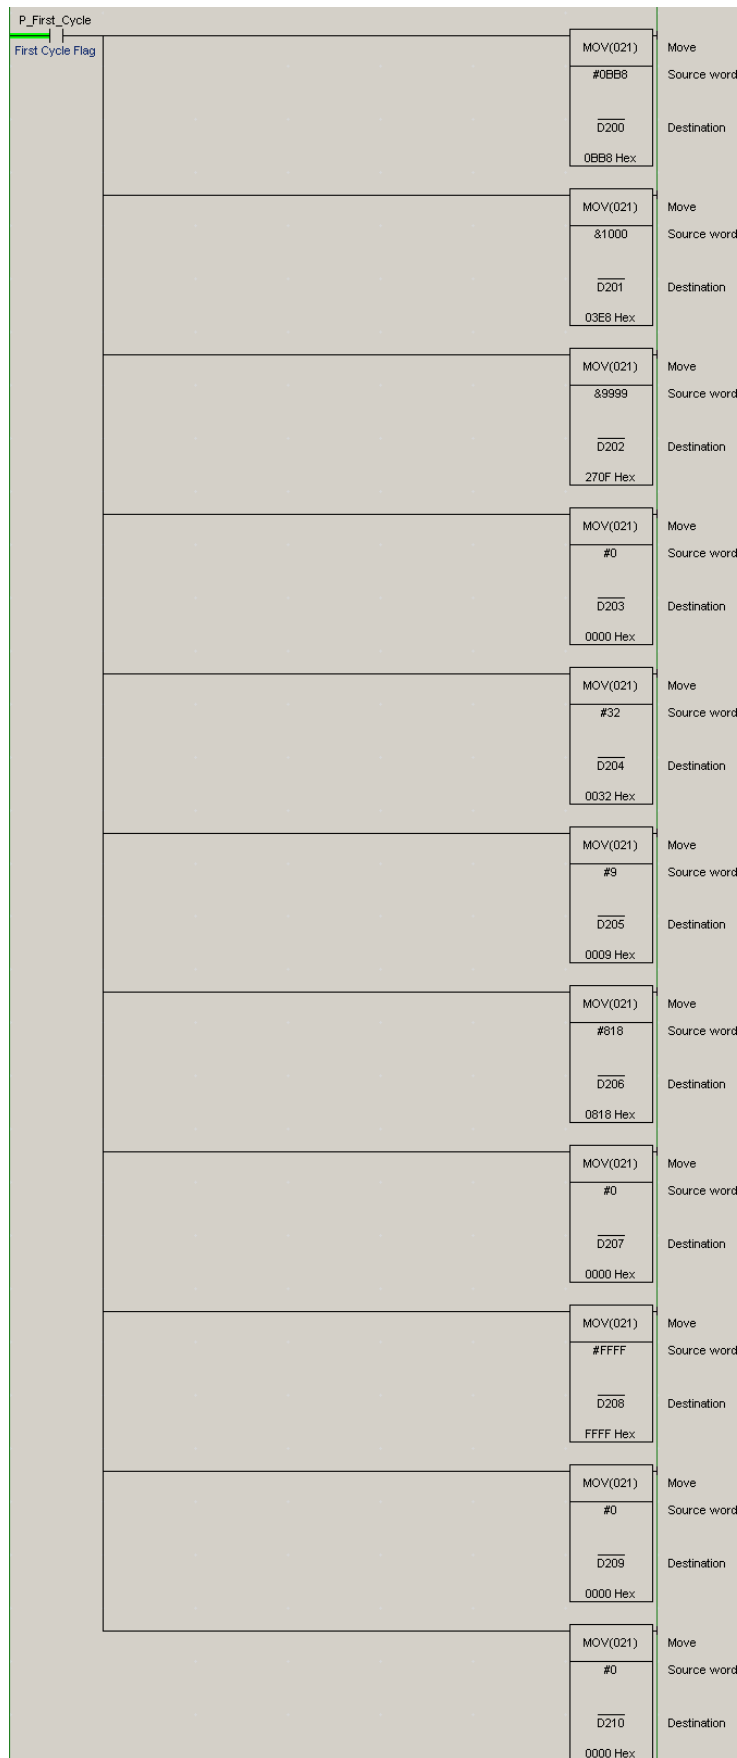 P_First_Cycle
First Cycle Flag
MOV(021) Move
#0BB8 Source word
D200 Destination
0BB8 Hex
MOV(021) Move
&1000 Source word
D201 Destination
03E8 Hex
MOV(021) Move
&9999 Source word
D202 Destination
270F Hex
MOV(021) Move
#0 Source word
D203 Destination
0000 Hex
MOV(021) Move
#32 Source word
D204 Destination
0032 Hex
MOV(021) Move
#9 Source word
D205 Destination
0009 Hex
MOV(021) Move
#818 Source word
D206 Destination
0818 Hex
MOV(021) Move
#0 Source word
D207 Destination
0000 Hex
MOV(021) Move
#FFFF Source word
D208 Destination
FFFF Hex
MOV(021) Move
#0 Source word
D209 Destination
0000 Hex
MOV(021) Move
#0 Source word
D210 Destination
0000 Hex